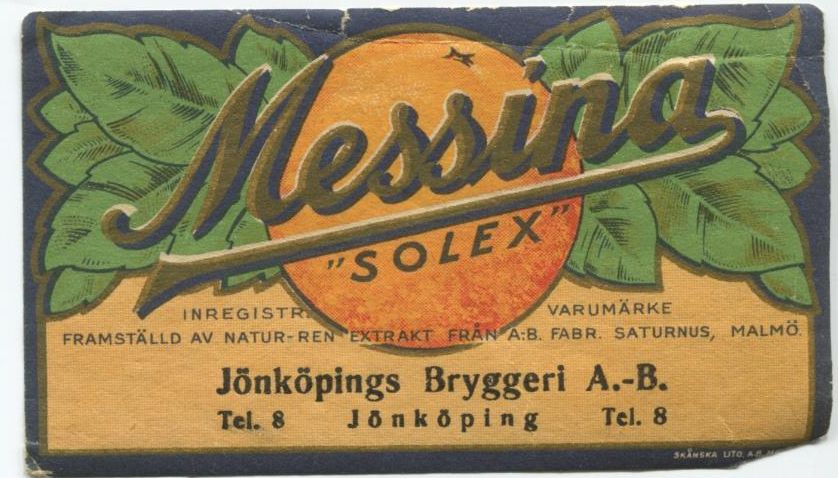 Messina
"SOLEX"
INREGISTR. VARUMÄRKE
FRAMSTÄLLD AV NATUR-REN EXTRAKT FRÅN A:B. FABR. SATURNUS, MALMÖ.
Jönköpings Bryggeri A.-B.
Tel. 8 Jönköping Tel. 8
SKÅNSKA LITO. A.B.